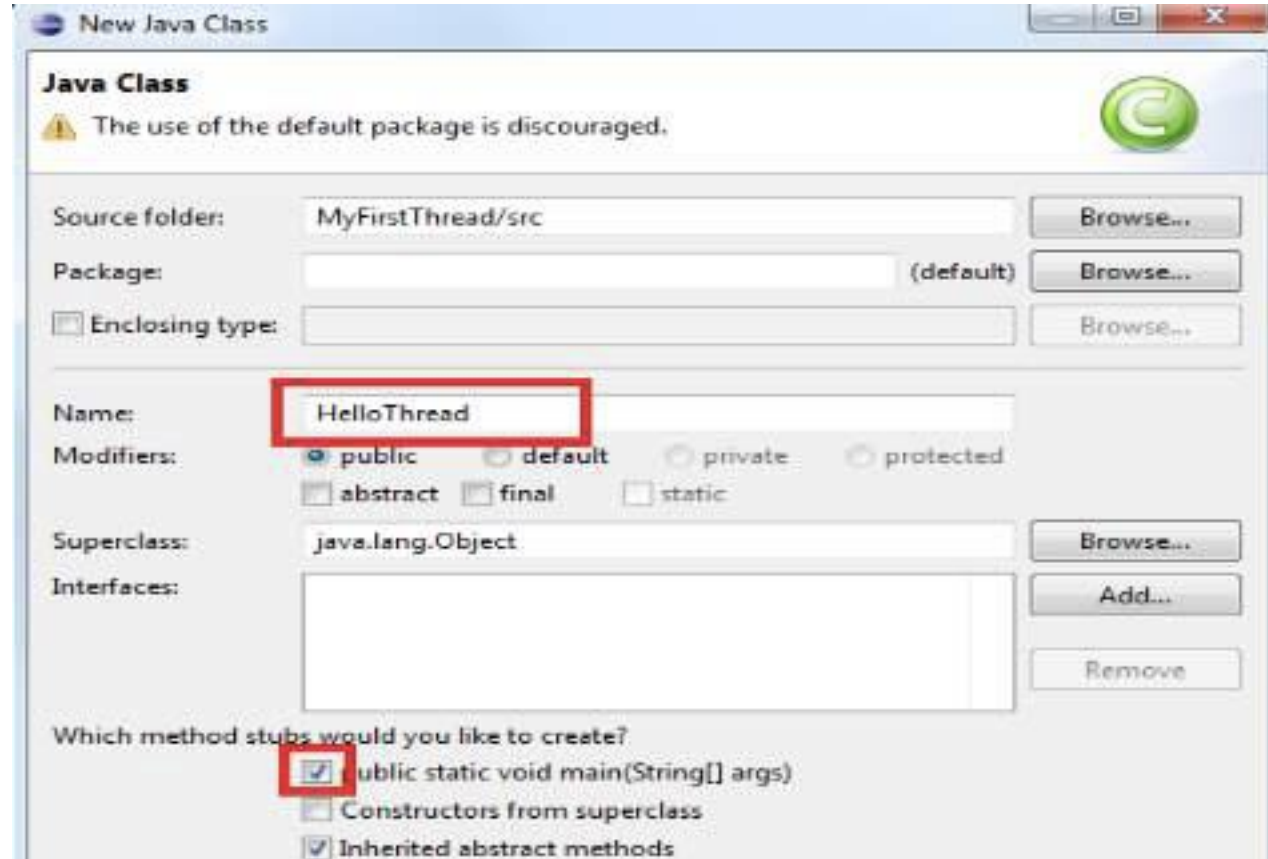 New Java Class
Java Class
The use of the default package is discouraged.
C
Source folder: MyFirstThread/src Browse...
Package: (default) Browse...
Enclosing type: Browse...
Name: HelloThread
Modifiers: public default private protected
abstract final static
Superclass: java.lang.Object Browse...
Interfaces: Add...
Remove
Which method stubs would you like to create?
public static void main(String[] args)
Constructors from superclass
Inherited abstract methods